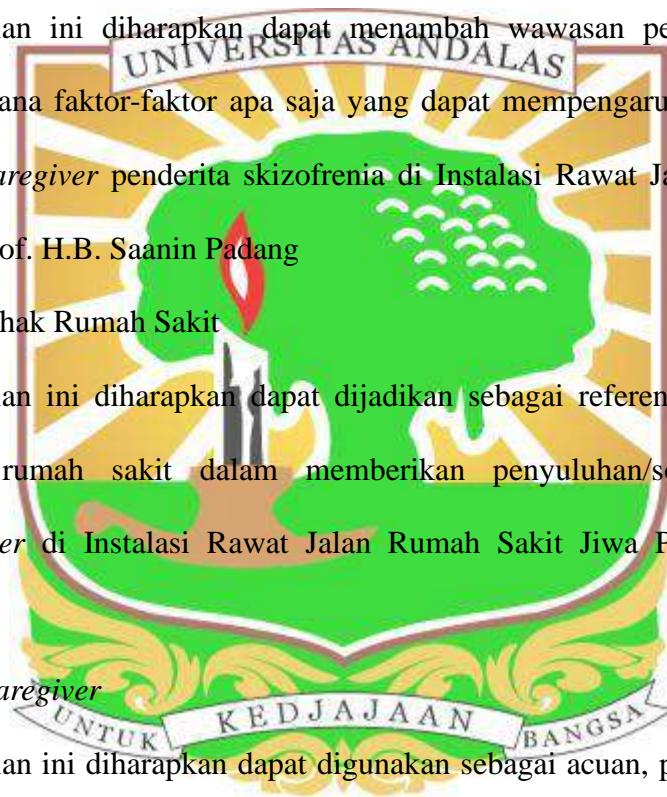 an ini diharapkan dapat menambah wawasan pe
UNIVERSITAS ANDALAS
ana faktor-faktor apa saja yang dapat mempengaru
aregiver penderita skizofrenia di Instalasi Rawat Ja
of. H.B. Saanin Padang
hak Rumah Sakit
an ini diharapkan dapat dijadikan sebagai referen
rumah sakit dalam memberikan penyuluhan/so
er di Instalasi Rawat Jalan Rumah Sakit Jiwa P
aregiver
UNTUK KEDJAJAAN BANGSA
an ini diharapkan dapat digunakan sebagai acuan, p